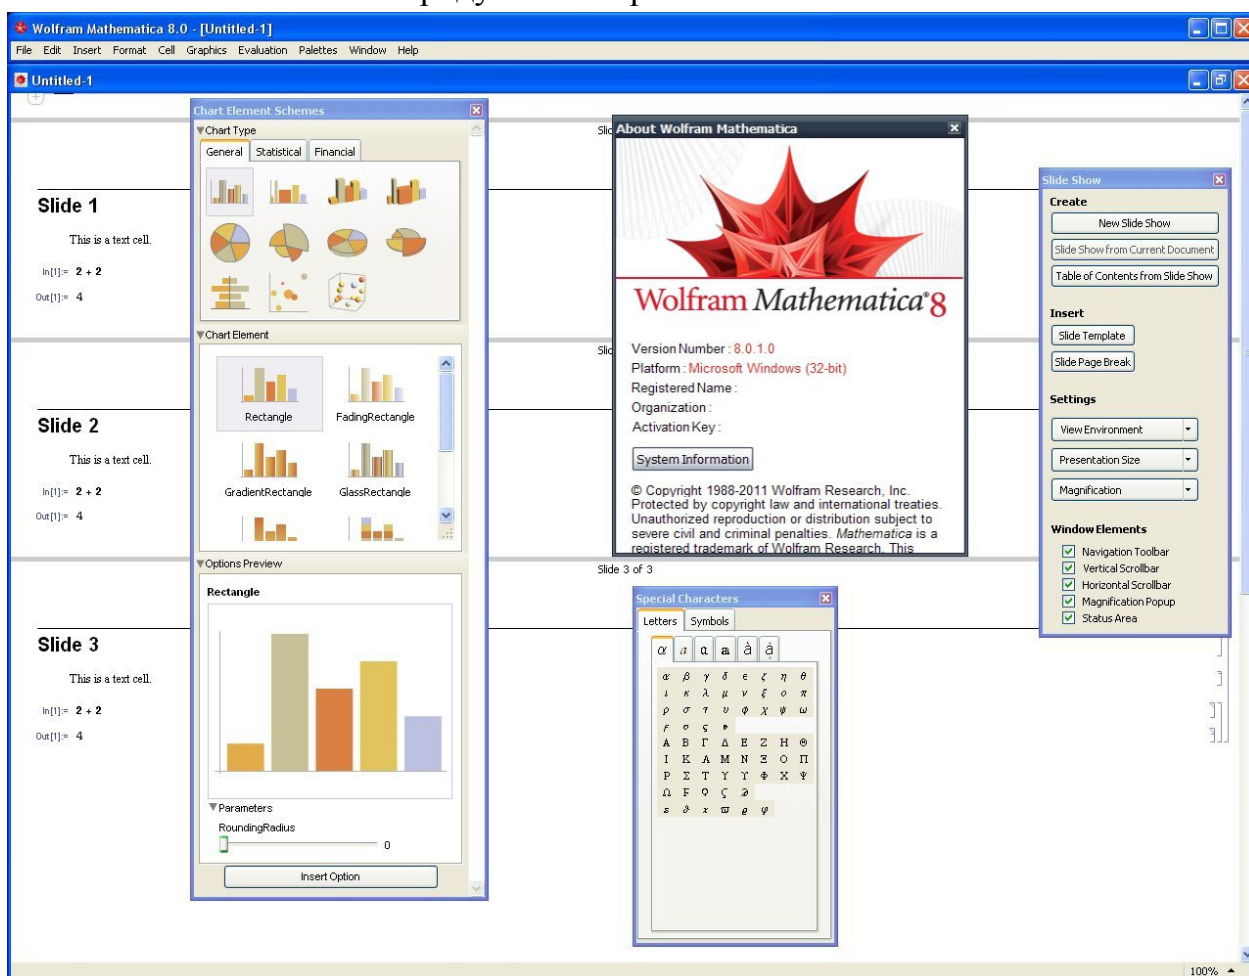 Wolfram Mathematica 8.0 - [Untitled-1]
File Edit Insert Format Cell Graphics Evaluation Palettes Window Help
Untitled-1
Slide 1
This is a text cell.
In[1]:= 2 + 2
Out[1]= 4
Slide 2
This is a text cell.
In[1]:= 2 + 2
Out[1]= 4
Slide 3 of 3
Slide 3
This is a text cell.
In[1]:= 2 + 2
Out[1]= 4
Chart Element Schemes
Chart Type
General Statistical Financial
Chart Element
Rectangle FadingRectangle
GradientRectangle GlassRectangle
Options Preview
Rectangle
Parameters
RoundingRadius
0
Insert Option
About Wolfram Mathematica
Wolfram Mathematica® 8
Version Number : 8.0.1.0
Platform : Microsoft Windows (32-bit)
Registered Name :
Organization :
Activation Key :
System Information
© Copyright 1988-2011 Wolfram Research, Inc.
Protected by copyright law and international treaties.
Unauthorized reproduction or distribution subject to
severe civil and criminal penalties. Mathematica is a
registered trademark of Wolfram Research. This
Special Characters
Letters Symbols
α a α a à â
α β γ δ ϵ ζ η θ
ι κ λ μ ν ξ ο π
ρ σ τ υ ϕ χ ψ ω
Α Β Γ Δ Ε Ζ Η Θ
Ι Κ Λ Μ Ν Ξ Ο Π
Ρ Σ Τ Υ ϒ Φ Χ Ψ
Ω Ϝ Ϙ Ϛ Ϡ
ε ϑ ϰ ϖ ϱ φ
Slide Show
Create
New Slide Show
Slide Show from Current Document
Table of Contents from Slide Show
Insert
Slide Template
Slide Page Break
Settings
View Environment
Presentation Size
Magnification
Window Elements
Navigation Toolbar
Vertical Scrollbar
Horizontal Scrollbar
Magnification Popup
Status Area
100%